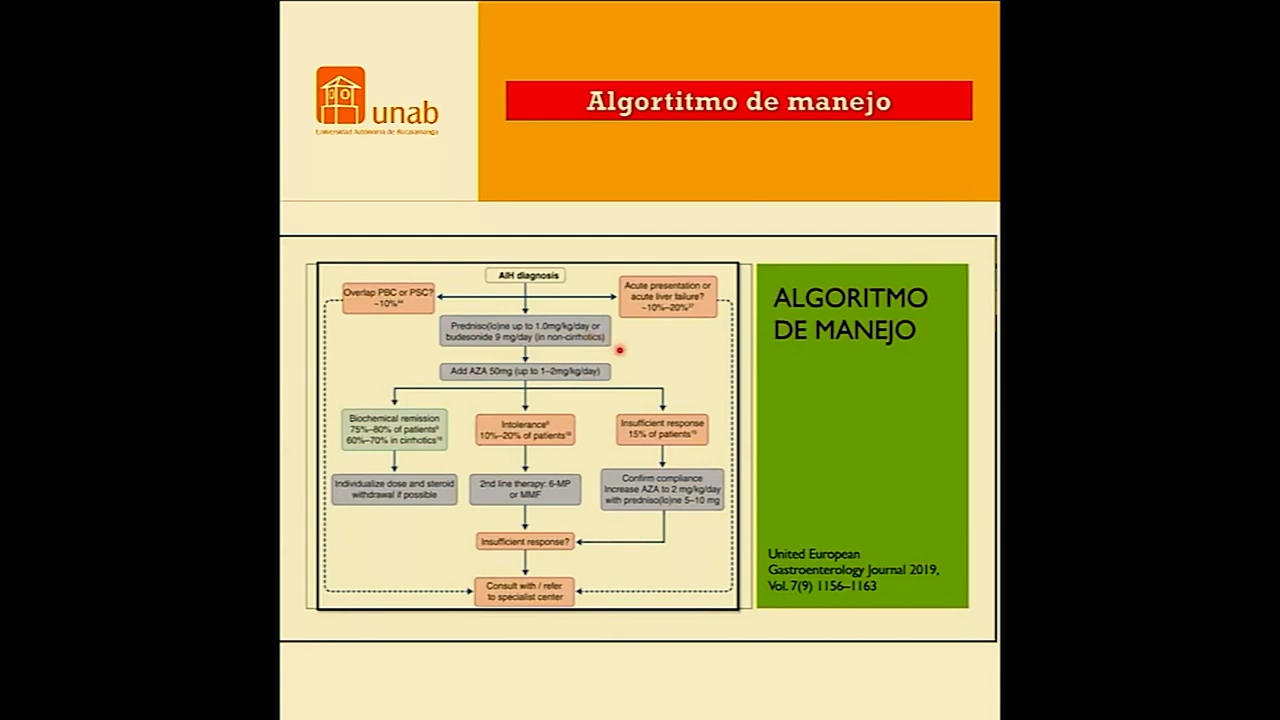 unab
Universidad Autónoma de Bucaramanga
Algortitmo de manejo
AIH diagnosis
Overlap PBC or PSC?
~10%
Acute presentation or
acute liver failure?
~10%–20%
Predniso(lo)ne up to 1.0mg/kg/day or
budesonide 9 mg/day (in non-cirrhotics)
Add AZA 50mg (up to 1–2mg/kg/day)
Biochemical remission
75%–80% of patients
60%–70% in cirrhotics
Intolerance
10%–20% of patients
Insufficient response
15% of patients
Individualize dose and steroid
withdrawal if possible
2nd line therapy: 6-MP
or MMF
Confirm compliance
Increase AZA to 2 mg/kg/day
with predniso(lo)ne 5–10 mg
Insufficient response?
Consult with / refer
to specialist center
ALGORITMO
DE MANEJO
United European
Gastroenterology Journal 2019,
Vol. 7(9) 1156–1163